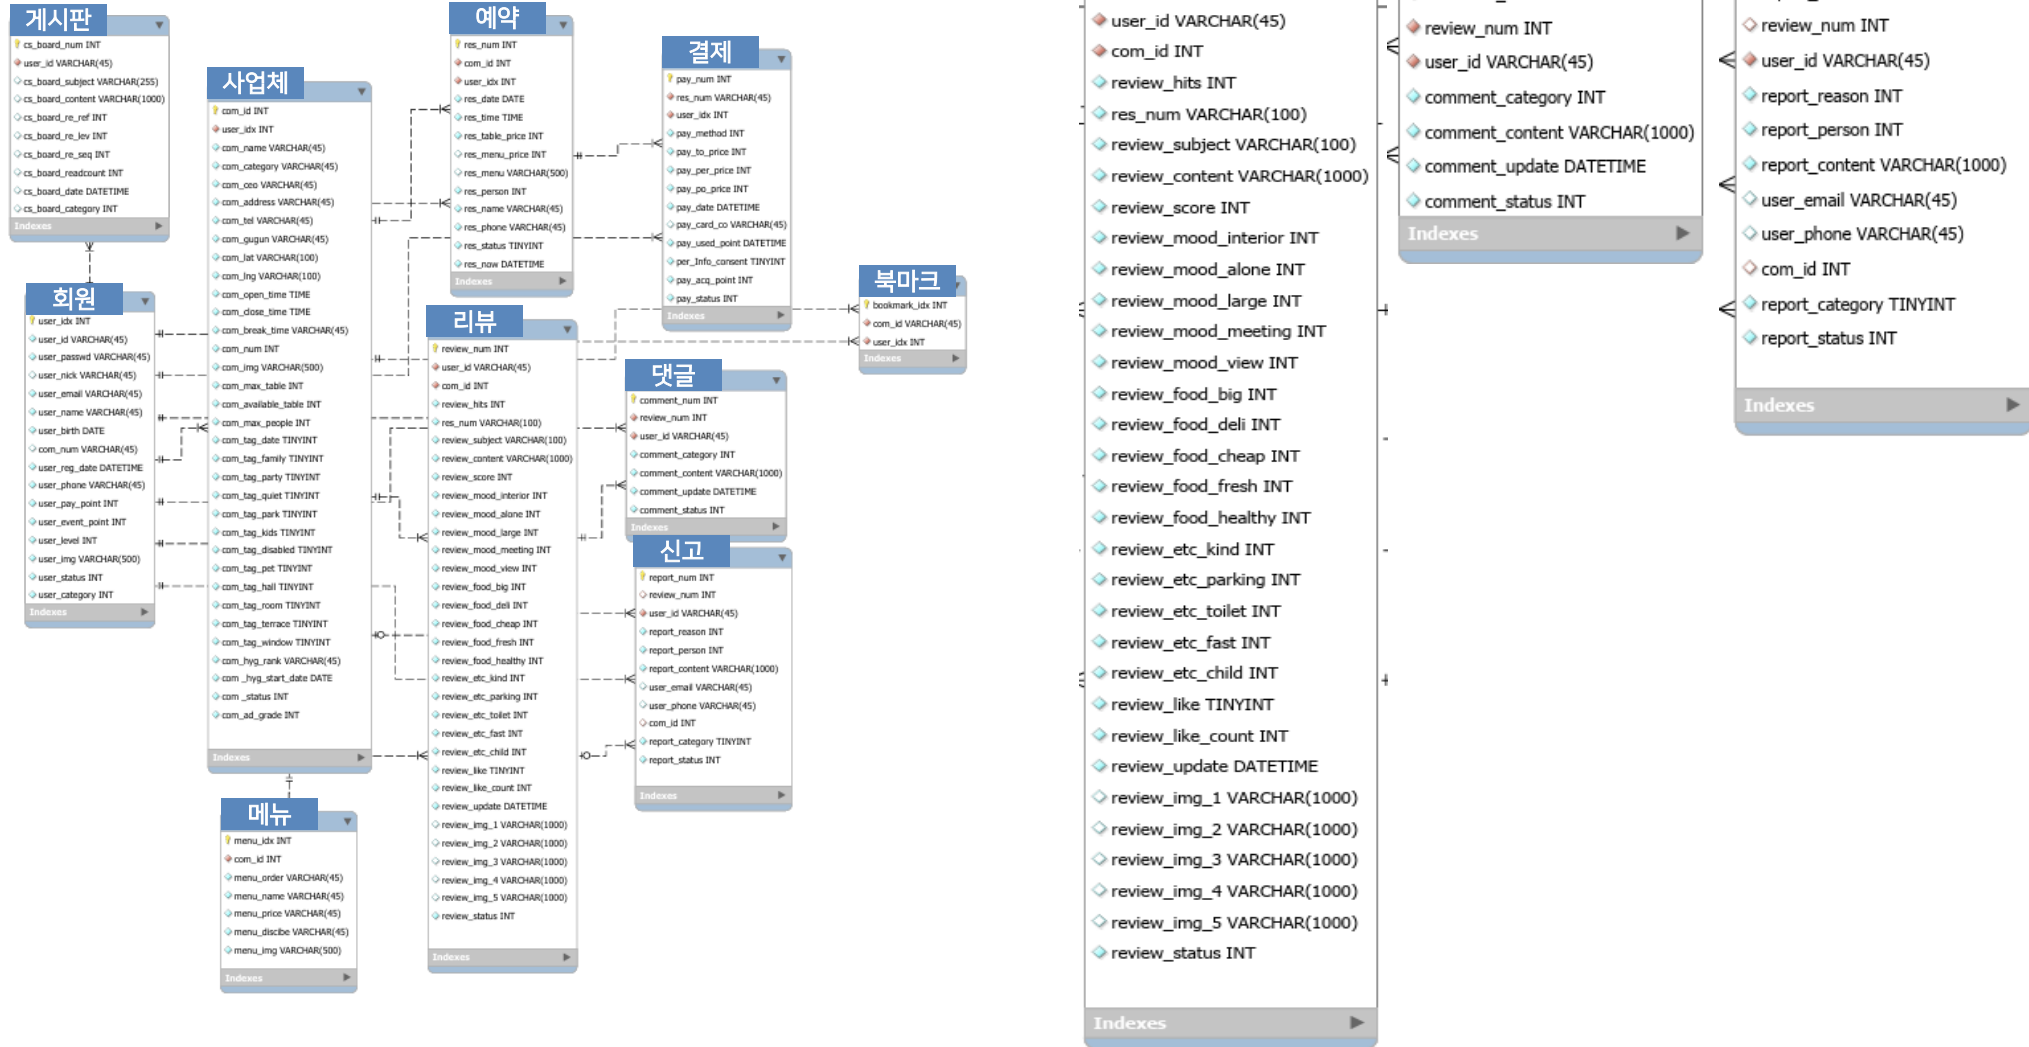 게시판
cs_board_num INT
user_id VARCHAR(45)
cs_board_subject VARCHAR(255)
cs_board_content VARCHAR(1000)
cs_board_re_ref INT
cs_board_re_lev INT
cs_board_re_seq INT
cs_board_readcount INT
cs_board_date DATETIME
cs_board_category INT
Indexes
회원
user_idx INT
user_id VARCHAR(45)
user_passwd VARCHAR(45)
user_nick VARCHAR(45)
user_email VARCHAR(45)
user_name VARCHAR(45)
user_birth DATE
com_num VARCHAR(45)
user_reg_date DATETIME
user_phone VARCHAR(45)
user_pay_point INT
user_event_point INT
user_level INT
user_img VARCHAR(500)
user_status INT
user_category INT
Indexes
사업체
com_id INT
user_idx INT
com_name VARCHAR(45)
com_category VARCHAR(45)
com_ceo VARCHAR(45)
com_address VARCHAR(45)
com_tel VARCHAR(45)
com_gugun VARCHAR(45)
com_lat VARCHAR(100)
com_lng VARCHAR(100)
com_open_time TIME
com_close_time TIME
com_break_time VARCHAR(45)
com_num INT
com_img VARCHAR(500)
com_max_table INT
com_available_table INT
com_max_people INT
com_tag_date TINYINT
com_tag_family TINYINT
com_tag_party TINYINT
com_tag_quiet TINYINT
com_tag_park TINYINT
com_tag_kids TINYINT
com_tag_disabled TINYINT
com_tag_pet TINYINT
com_tag_hall TINYINT
com_tag_room TINYINT
com_tag_terrace TINYINT
com_tag_window TINYINT
com_hyg_rank VARCHAR(45)
com _hyg_start_date DATE
com _status INT
com_ad_grade INT
Indexes
메뉴
menu_idx INT
com_id INT
menu_order VARCHAR(45)
menu_name VARCHAR(45)
menu_price VARCHAR(45)
menu_discibe VARCHAR(45)
menu_img VARCHAR(500)
Indexes
예약
res_num INT
com_id INT
user_idx INT
res_date DATE
res_time TIME
res_table_price INT
res_menu_price INT
res_menu VARCHAR(500)
res_person INT
res_name VARCHAR(45)
res_phone VARCHAR(45)
res_status TINYINT
res_now DATETIME
Indexes
리뷰
review_num INT
user_id VARCHAR(45)
com_id INT
review_hits INT
res_num VARCHAR(100)
review_subject VARCHAR(100)
review_content VARCHAR(1000)
review_score INT
review_mood_interior INT
review_mood_alone INT
review_mood_large INT
review_mood_meeting INT
review_mood_view INT
review_food_big INT
review_food_deli INT
review_food_cheap INT
review_food_fresh INT
review_food_healthy INT
review_etc_kind INT
review_etc_parking INT
review_etc_toilet INT
review_etc_fast INT
review_etc_child INT
review_like TINYINT
review_like_count INT
review_update DATETIME
review_img_1 VARCHAR(1000)
review_img_2 VARCHAR(1000)
review_img_3 VARCHAR(1000)
review_img_4 VARCHAR(1000)
review_img_5 VARCHAR(1000)
review_status INT
Indexes
결제
pay_num INT
res_num VARCHAR(45)
user_idx INT
pay_method INT
pay_to_price INT
pay_per_price INT
pay_po_price INT
pay_date DATETIME
pay_card_co VARCHAR(45)
pay_used_point DATETIME
per_Info_consent TINYINT
pay_acq_point INT
pay_status INT
Indexes
북마크
bookmark_idx INT
com_id VARCHAR(45)
user_idx INT
Indexes
댓글
comment_num INT
review_num INT
user_id VARCHAR(45)
comment_category INT
comment_content VARCHAR(1000)
comment_update DATETIME
comment_status INT
Indexes
신고
report_num INT
review_num INT
user_id VARCHAR(45)
report_reason INT
report_person INT
report_content VARCHAR(1000)
user_email VARCHAR(45)
user_phone VARCHAR(45)
com_id INT
report_category TINYINT
report_status INT
Indexes
user_id VARCHAR(45)
com_id INT
review_hits INT
res_num VARCHAR(100)
review_subject VARCHAR(100)
review_content VARCHAR(1000)
review_score INT
review_mood_interior INT
review_mood_alone INT
review_mood_large INT
review_mood_meeting INT
review_mood_view INT
review_food_big INT
review_food_deli INT
review_food_cheap INT
review_food_fresh INT
review_food_healthy INT
review_etc_kind INT
review_etc_parking INT
review_etc_toilet INT
review_etc_fast INT
review_etc_child INT
review_like TINYINT
review_like_count INT
review_update DATETIME
review_img_1 VARCHAR(1000)
review_img_2 VARCHAR(1000)
review_img_3 VARCHAR(1000)
review_img_4 VARCHAR(1000)
review_img_5 VARCHAR(1000)
review_status INT
Indexes
review_num INT
user_id VARCHAR(45)
comment_category INT
comment_content VARCHAR(1000)
comment_update DATETIME
comment_status INT
Indexes
review_num INT
user_id VARCHAR(45)
report_reason INT
report_person INT
report_content VARCHAR(1000)
user_email VARCHAR(45)
user_phone VARCHAR(45)
com_id INT
report_category TINYINT
report_status INT
Indexes